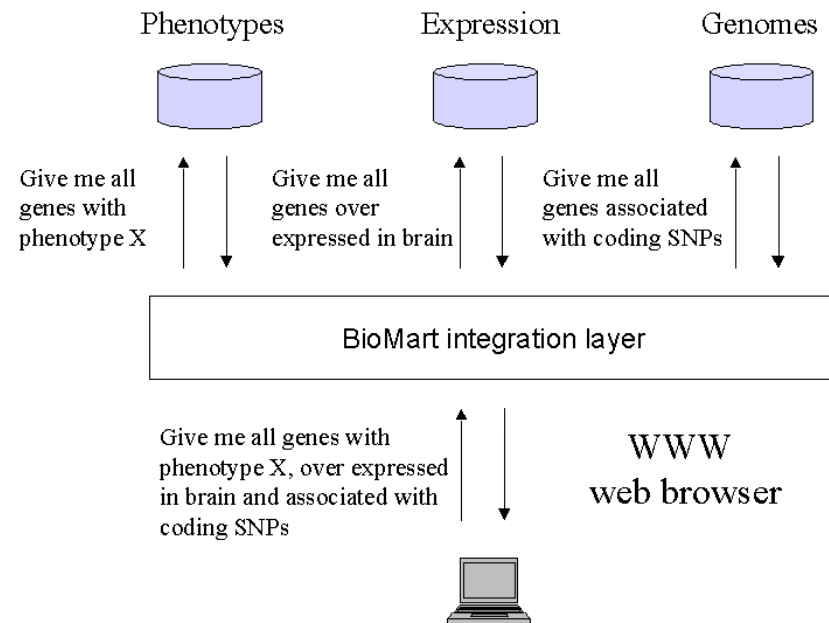 Phenotypes
Expression
Genomes
Give me all
genes with
phenotype X
Give me all
genes over
expressed in brain
Give me all
genes associated
with coding SNPs
BioMart integration layer
Give me all genes with
phenotype X, over expressed
in brain and associated with
coding SNPs
WWW
web browser